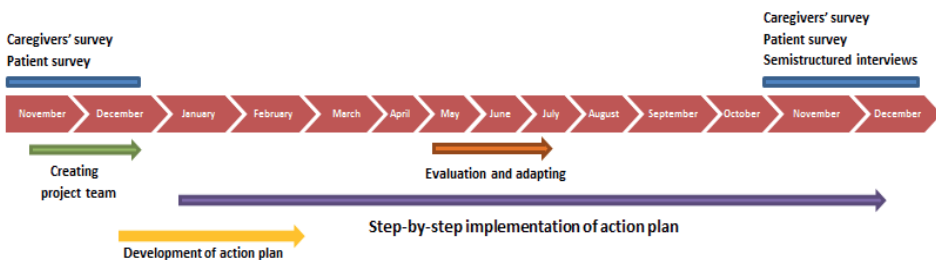 Caregivers' survey
Patient survey
Caregivers' survey
Patient survey
Semistructured interviews
November December January February March April May June July August September October November December
Creating
project team
Evaluation and adapting
Step-by-step implementation of action plan
Development of action plan